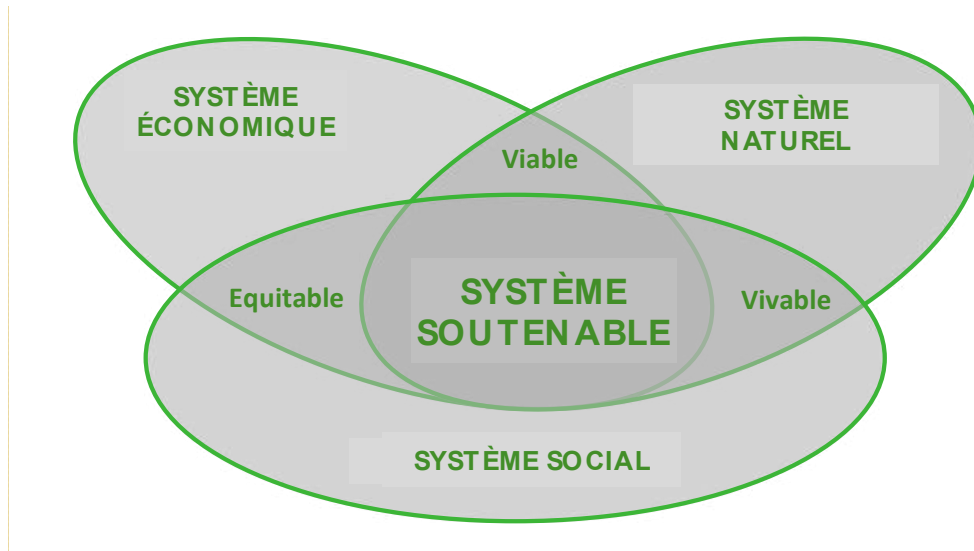 SYSTÈME
ÉCONOMIQUE
SYSTÈME
NATUREL
Viable
Equitable
SYSTÈME
SOUTENABLE
Vivable
SYSTÈME SOCIAL